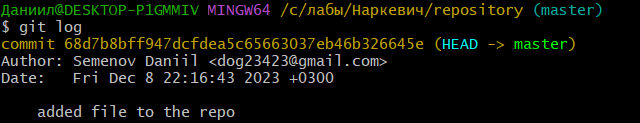 Даниил@DESKTOP-P1GMMIV MINGW64 /c/лабы/Наркевич/repository (master)
$ git log
commit 68d7b8bff947dcfdea5c65663037eb46b326645e (HEAD -> master)
Author: Semenov Daniil <dog23423@gmail.com>
Date:   Fri Dec 8 22:16:43 2023 +0300
    added file to the repo